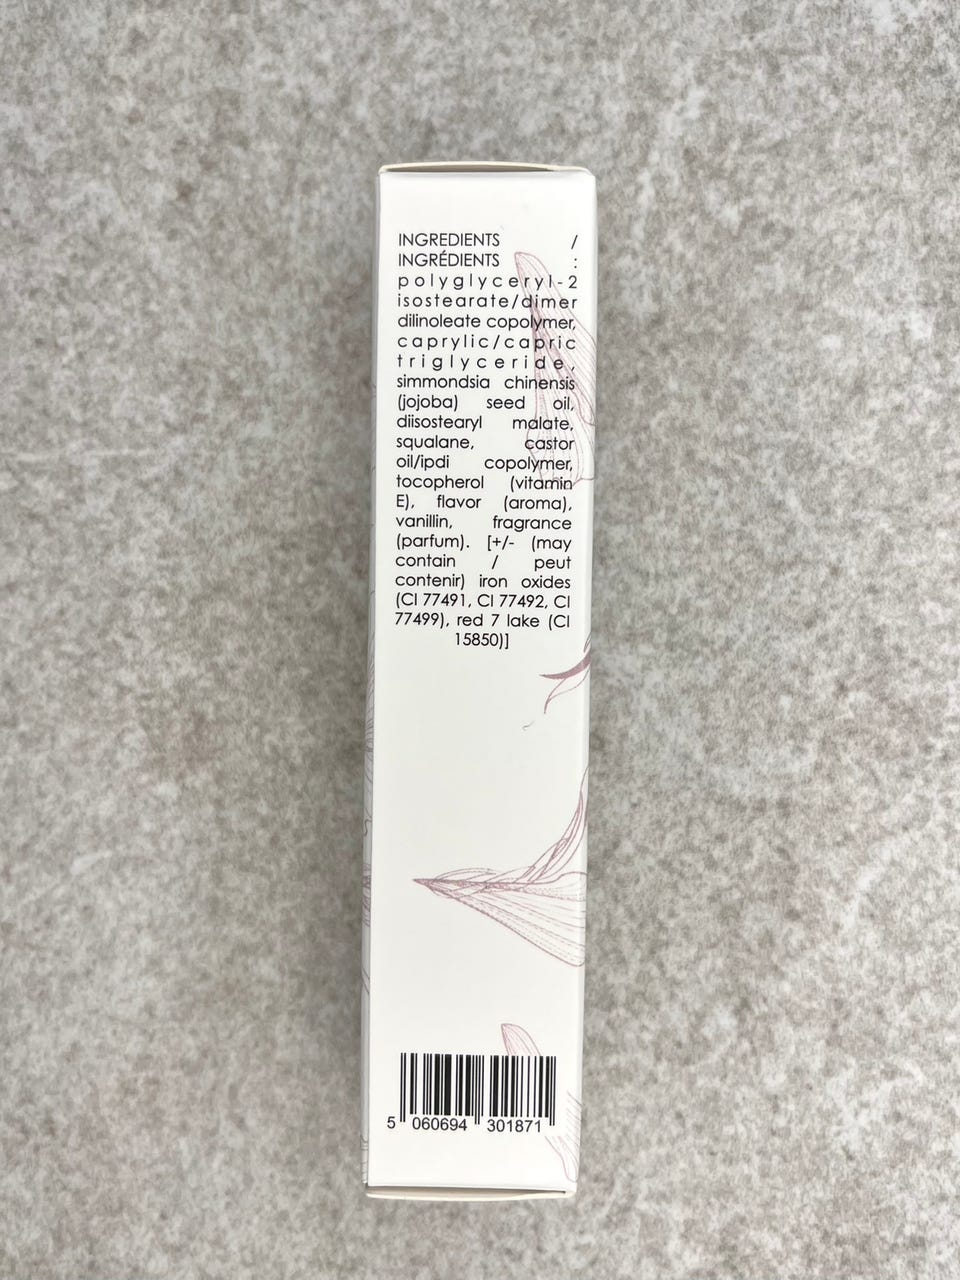 INGREDIENTS /
INGRÉDIENTS :
polyglyceryl-2
isostearate/dimer
dilinoleate copolymer,
caprylic/capric
triglyceride,
simmondsia chinensis
(jojoba) seed oil,
diisostearyl malate,
squalane, castor
oil/ipdi copolymer,
tocopherol (vitamin
E), flavor (aroma),
vanillin, fragrance
(parfum). [+/- (may
contain / peut
contenir) iron oxides
(CI 77491, CI 77492, CI
77499), red 7 lake (CI
15850)]
5 060694 301871